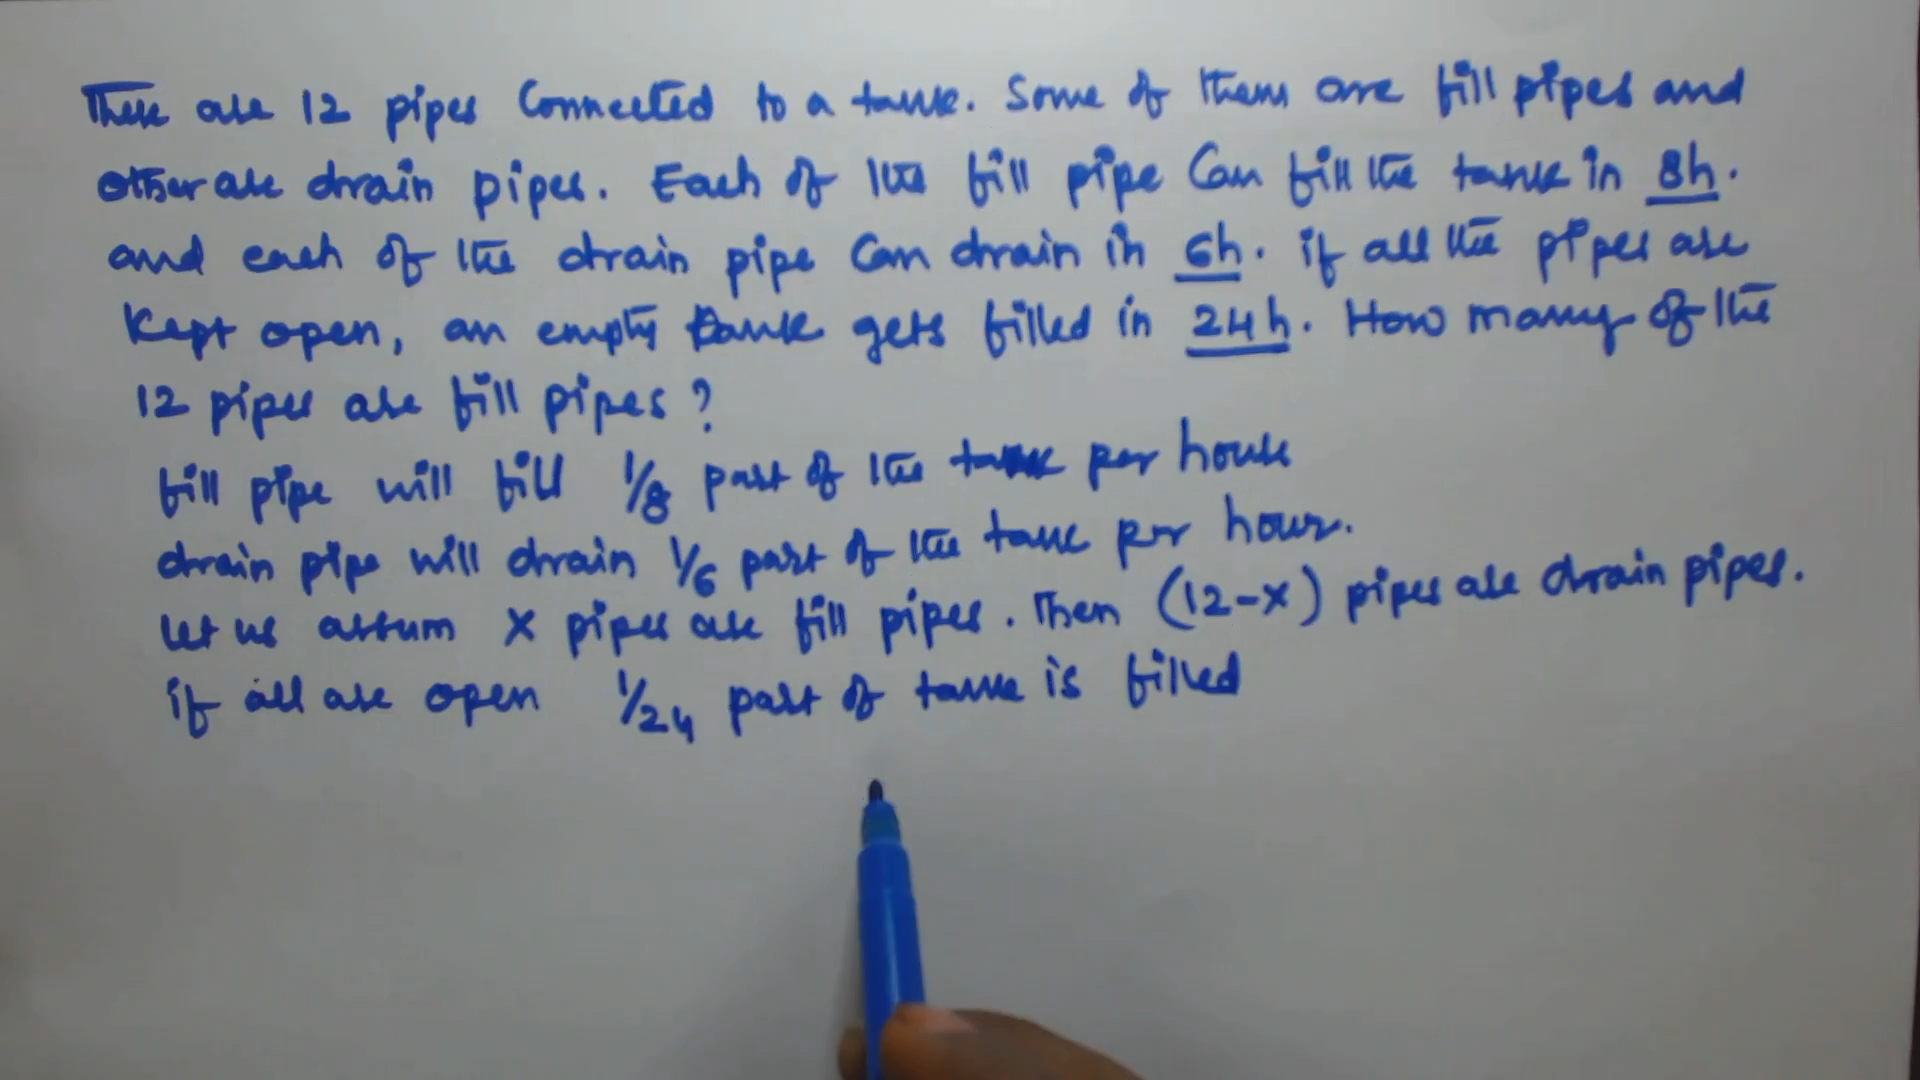 There are 12 pipes Connected to a tank. Some of them are fill pipes and
other are drain pipes. Each of the fill pipe Can fill the tank in 8h.
and each of the drain pipe Can drain in 6h. if all the pipes are
kept open, an empty tank gets filled in 24h. How many of the
12 pipes are fill pipes?
fill pipe will fill 1/8 part of the tank per hour
drain pipe will drain 1/6 part of the tank per hour.
let us assum x pipes are fill pipes. Then (12-x) pipes are drain pipes.
if all are open 1/24 part of tank is filled